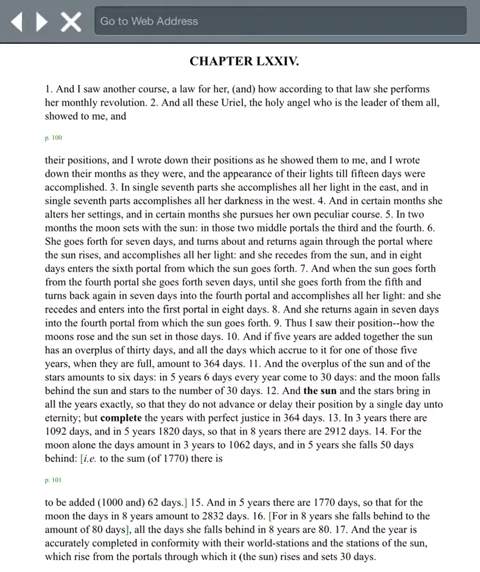 Go to Web Address
CHAPTER LXXIV.
1. And I saw another course, a law for her, (and) how according to that law she performs
her monthly revolution. 2. And all these Uriel, the holy angel who is the leader of them all,
showed to me, and
p. 100
their positions, and I wrote down their positions as he showed them to me, and I wrote
down their months as they were, and the appearance of their lights till fifteen days were
accomplished. 3. In single seventh parts she accomplishes all her light in the east, and in
single seventh parts accomplishes all her darkness in the west. 4. And in certain months she
alters her settings, and in certain months she pursues her own peculiar course. 5. In two
months the moon sets with the sun: in those two middle portals the third and the fourth. 6.
She goes forth for seven days, and turns about and returns again through the portal where
the sun rises, and accomplishes all her light: and she recedes from the sun, and in eight
days enters the sixth portal from which the sun goes forth. 7. And when the sun goes forth
from the fourth portal she goes forth seven days, until she goes forth from the fifth and
turns back again in seven days into the fourth portal and accomplishes all her light: and she
recedes and enters into the first portal in eight days. 8. And she returns again in seven days
into the fourth portal from which the sun goes forth. 9. Thus I saw their position--how the
moons rose and the sun set in those days. 10. And if five years are added together the sun
has an overplus of thirty days, and all the days which accrue to it for one of those five
years, when they are full, amount to 364 days. 11. And the overplus of the sun and of the
stars amounts to six days: in 5 years 6 days every year come to 30 days: and the moon falls
behind the sun and stars to the number of 30 days. 12. And the sun and the stars bring in
all the years exactly, so that they do not advance or delay their position by a single day unto
eternity; but complete the years with perfect justice in 364 days. 13. In 3 years there are
1092 days, and in 5 years 1820 days, so that in 8 years there are 2912 days. 14. For the
moon alone the days amount in 3 years to 1062 days, and in 5 years she falls 50 days
behind: [i.e. to the sum (of 1770) there is
p. 101
to be added (1000 and) 62 days.] 15. And in 5 years there are 1770 days, so that for the
moon the days in 8 years amount to 2832 days. 16. [For in 8 years she falls behind to the
amount of 80 days], all the days she falls behind in 8 years are 80. 17. And the year is
accurately completed in conformity with their world-stations and the stations of the sun,
which rise from the portals through which it (the sun) rises and sets 30 days.